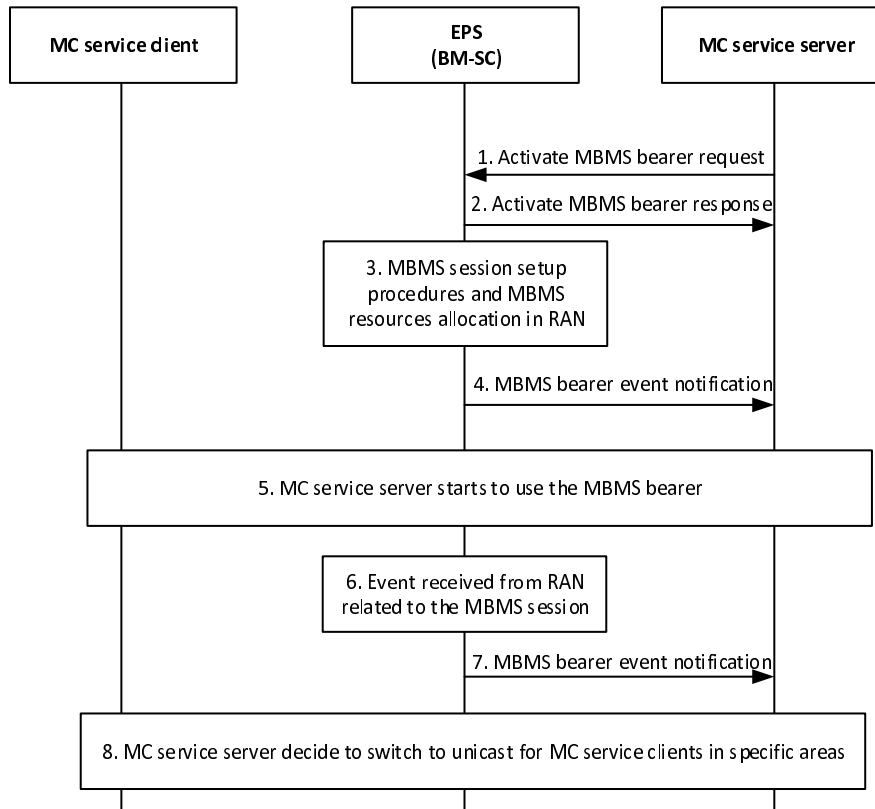 MC service client
EPS
(BM-SC)
MC service server
1. Activate MBMS bearer request
2. Activate MBMS bearer response
3. MBMS session setup
procedures and MBMS
resources allocation in RAN
4. MBMS bearer event notification
5. MC service server starts to use the MBMS bearer
6. Event received from RAN
related to the MBMS session
7. MBMS bearer event notification
8. MC service server decide to switch to unicast for MC service clients in specific areas